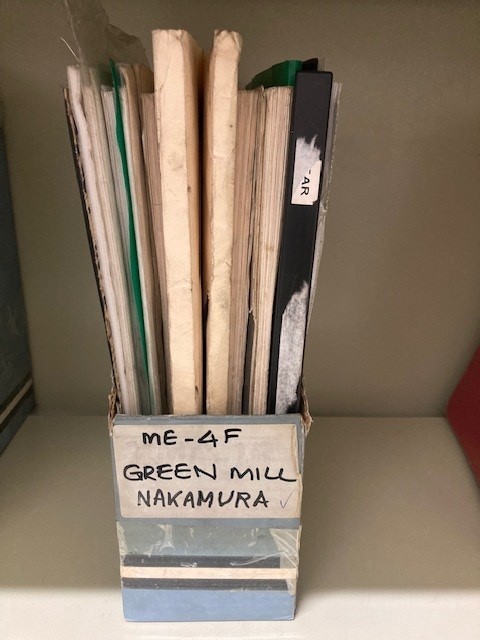 AR
ME-4F
GREEN MILL
NAKAMURA ✓